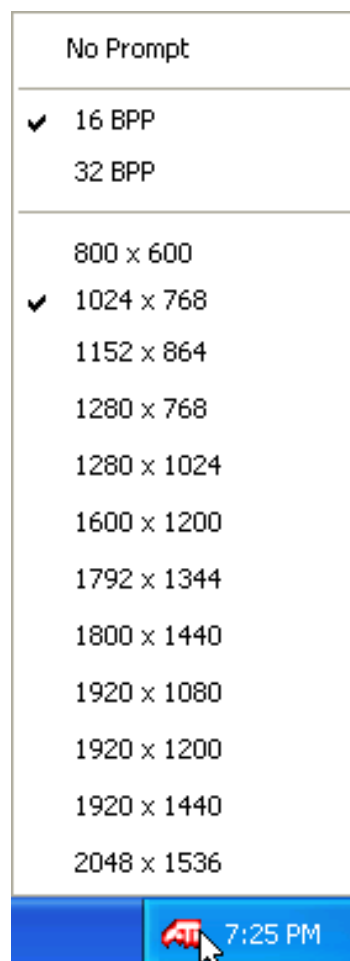 No Prompt
16 BPP
32 BPP
800 x 600
1024 x 768
1152 x 864
1280 x 768
1280 x 1024
1600 x 1200
1792 x 1344
1800 x 1440
1920 x 1080
1920 x 1200
1920 x 1440
2048 x 1536
ATI 7:25 PM